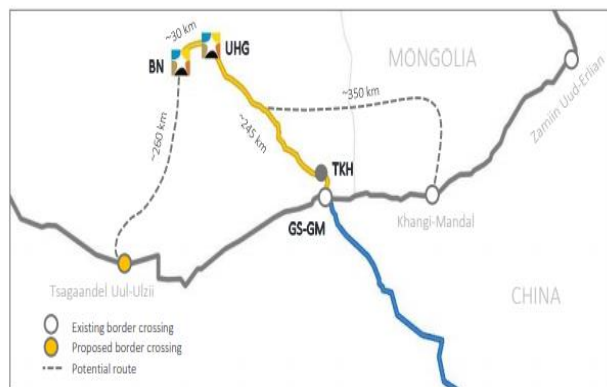 ~30 km
UHG
BN
MONGOLIA
~350 km
Zamiin Uud-Erlian
~260 km
~245 km
TKH
GS-GM
Khangi-Mandal
Tsagaandel Uul-Ulzii
CHINA
Existing border crossing
Proposed border crossing
Potential route